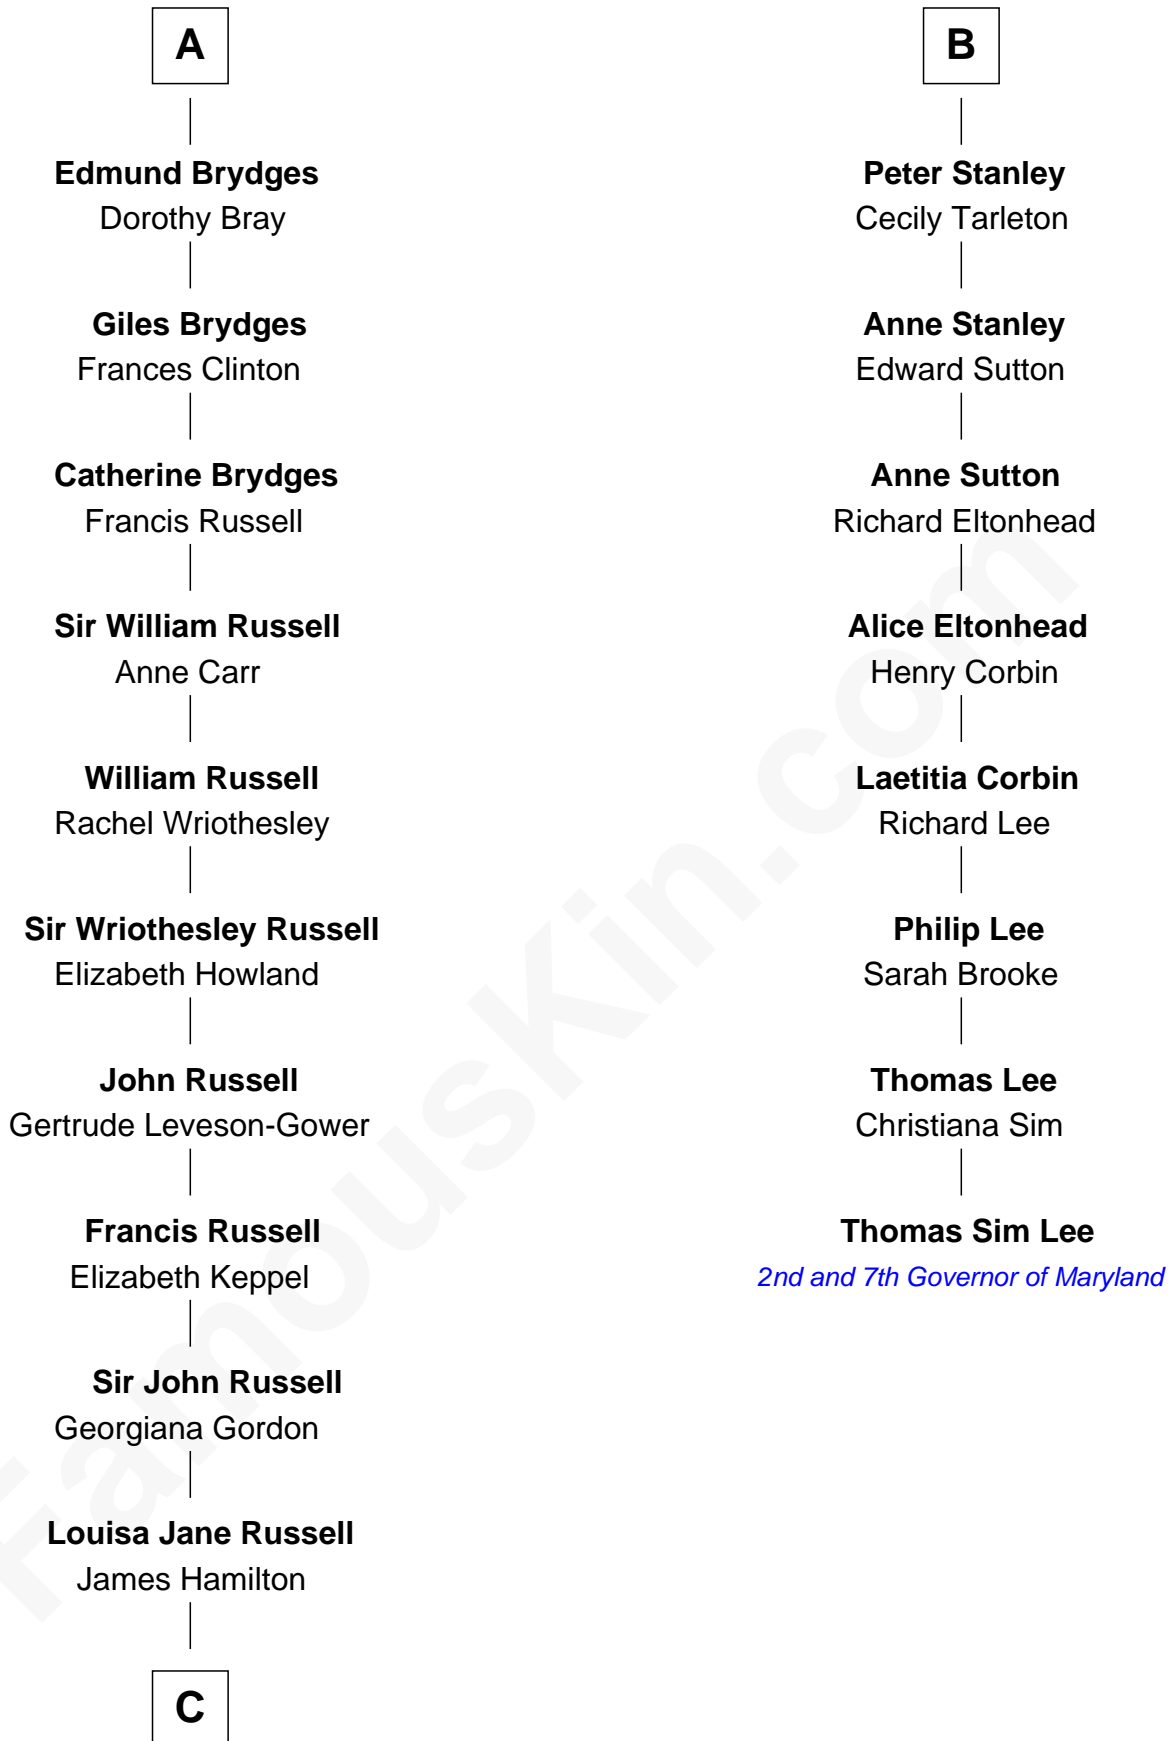 A
Edmund Brydges
Dorothy Bray
Giles Brydges
Frances Clinton
Catherine Brydges
Francis Russell
Sir William Russell
Anne Carr
William Russell
Rachel Wriothesley
Sir Wriothesley Russell
Elizabeth Howland
John Russell
Gertrude Leveson-Gower
Francis Russell
Elizabeth Keppel
Sir John Russell
Georgiana Gordon
Louisa Jane Russell
James Hamilton
C
B
Peter Stanley
Cecily Tarleton
Anne Stanley
Edward Sutton
Anne Sutton
Richard Eltonhead
Alice Eltonhead
Henry Corbin
Laetitia Corbin
Richard Lee
Philip Lee
Sarah Brooke
Thomas Lee
Christiana Sim
Thomas Sim Lee
2nd and 7th Governor of Maryland
FamousKin.com